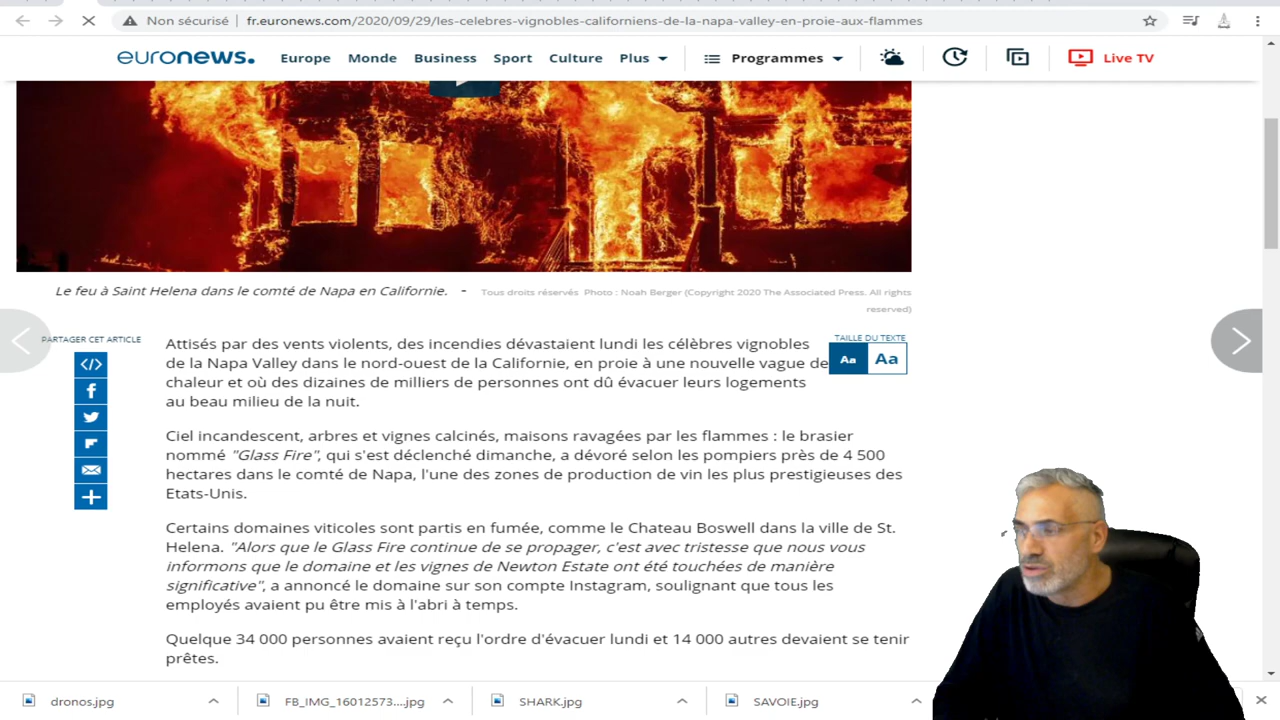 Non sécurisé | fr.euronews.com/2020/09/29/les-celebres-vignobles-californiens-de-la-napa-valley-en-proie-aux-flammes
euronews. Europe Monde Business Sport Culture Plus Programmes Live TV
Le feu à Saint Helena dans le comté de Napa en Californie. - Tous droits réservés Photo : Noah Berger (Copyright 2020 The Associated Press. All rights
reserved)
PARTAGER CET ARTICLE
TAILLE DU TEXTE
Aa Aa
Attisés par des vents violents, des incendies dévastaient lundi les célèbres vignobles
de la Napa Valley dans le nord-ouest de la Californie, en proie à une nouvelle vague de
chaleur et où des dizaines de milliers de personnes ont dû évacuer leurs logements
au beau milieu de la nuit.
Ciel incandescent, arbres et vignes calcinés, maisons ravagées par les flammes : le brasier
nommé "Glass Fire", qui s'est déclenché dimanche, a dévoré selon les pompiers près de 4 500
hectares dans le comté de Napa, l'une des zones de production de vin les plus prestigieuses des
Etats-Unis.
Certains domaines viticoles sont partis en fumée, comme le Chateau Boswell dans la ville de St.
Helena. "Alors que le Glass Fire continue de se propager, c'est avec tristesse que nous vous
informons que le domaine et les vignes de Newton Estate ont été touchées de manière
significative", a annoncé le domaine sur son compte Instagram, soulignant que tous les
employés avaient pu être mis à l'abri à temps.
Quelque 34 000 personnes avaient reçu l'ordre d'évacuer lundi et 14 000 autres devaient se tenir
prêtes.
dronos.jpg FB_IMG_16012573....jpg SHARK.jpg SAVOIE.jpg